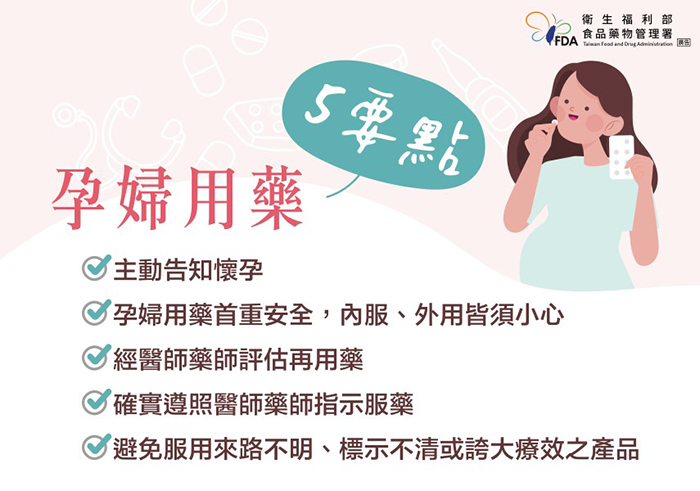 衛生福利部
食品藥物管理署
FDA
Taiwan Food and Drug Administration
廣告
5要點
孕婦用藥
主動告知懷孕
孕婦用藥首重安全，內服、外用皆須小心
經醫師藥師評估再用藥
確實遵照醫師藥師指示服藥
避免服用來路不明、標示不清或誇大療效之產品